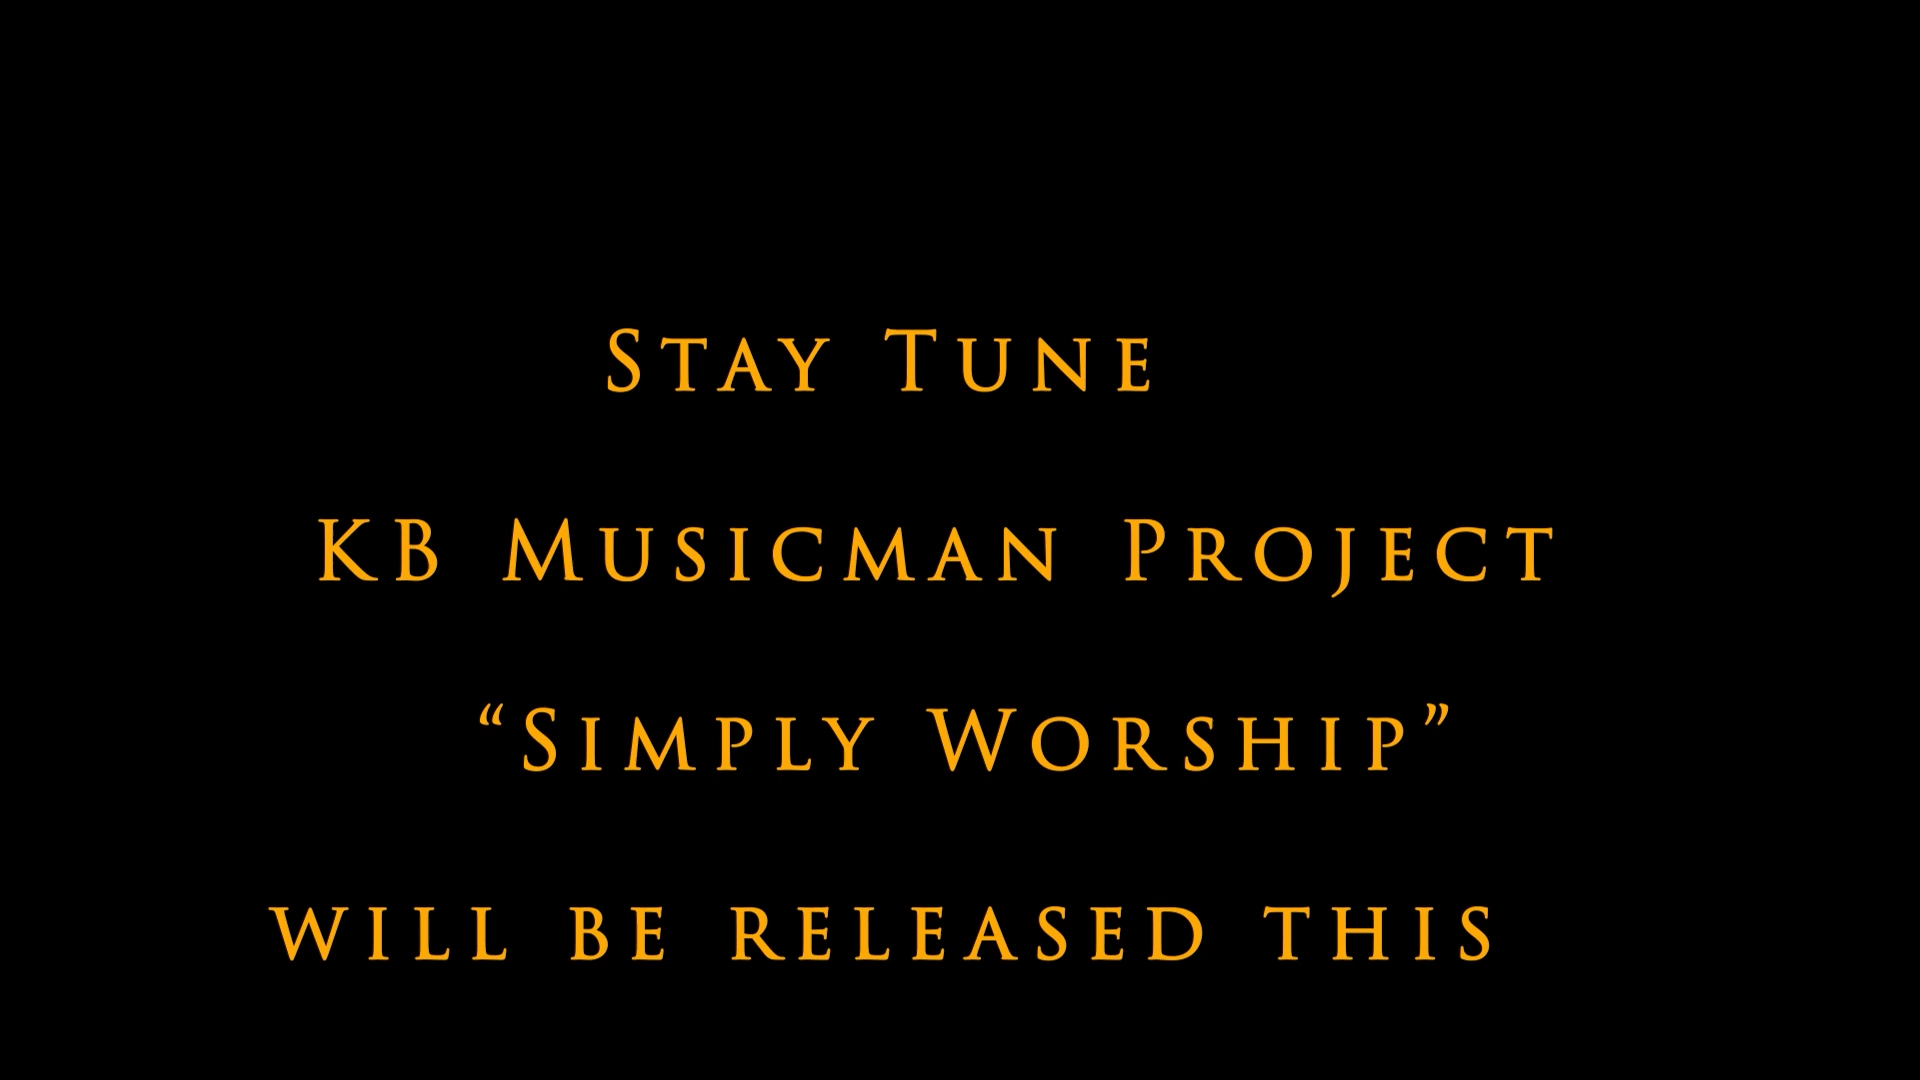 Stay Tune
KB Musicman Project
“Simply Worship”
will be released this